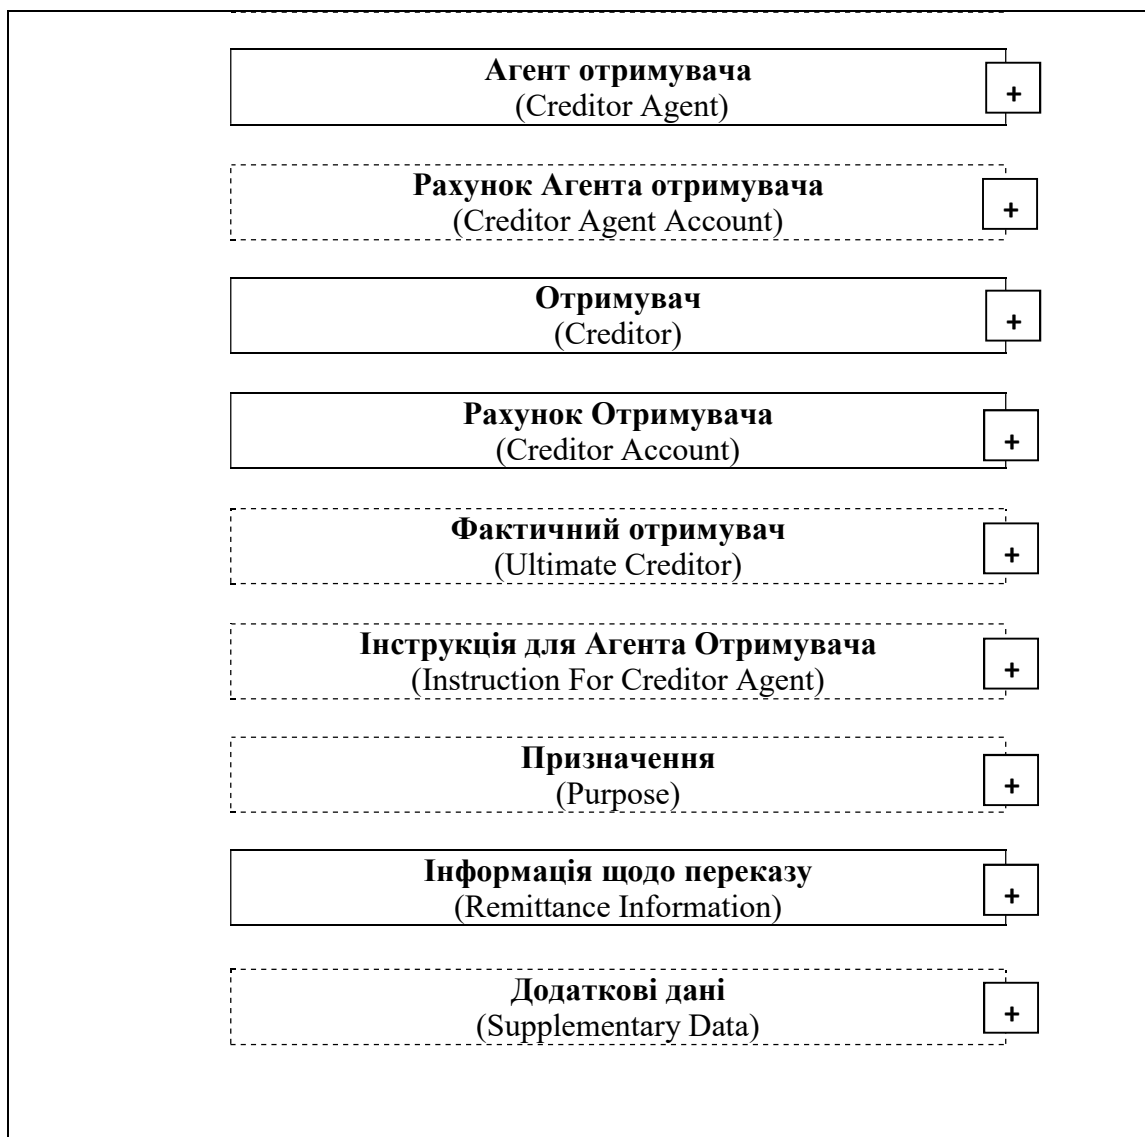 Агент отримувача
(Creditor Agent)
+
Рахунок Агента отримувача
(Creditor Agent Account)
+
Отримувач
(Creditor)
+
Рахунок Отримувача
(Creditor Account)
+
Фактичний отримувач
(Ultimate Creditor)
+
Інструкція для Агента Отримувача
(Instruction For Creditor Agent)
+
Призначення
(Purpose)
+
Інформація щодо переказу
(Remittance Information)
+
Додаткові дані
(Supplementary Data)
+